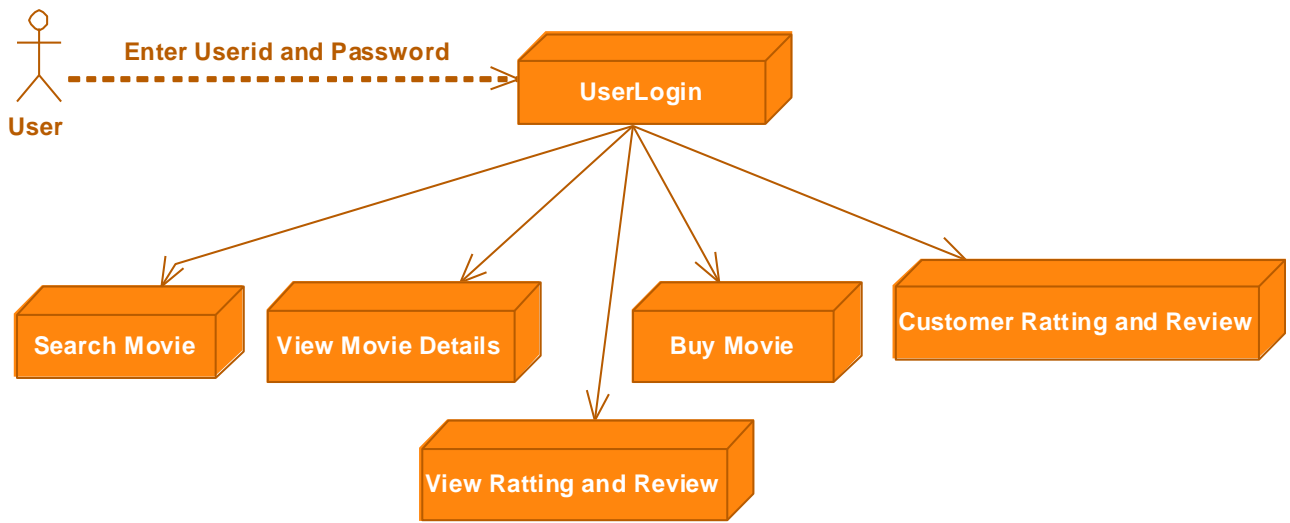 Enter Userid and Password
UserLogin
User
Search Movie
View Movie Details
Buy Movie
Customer Ratting and Review
View Ratting and Review